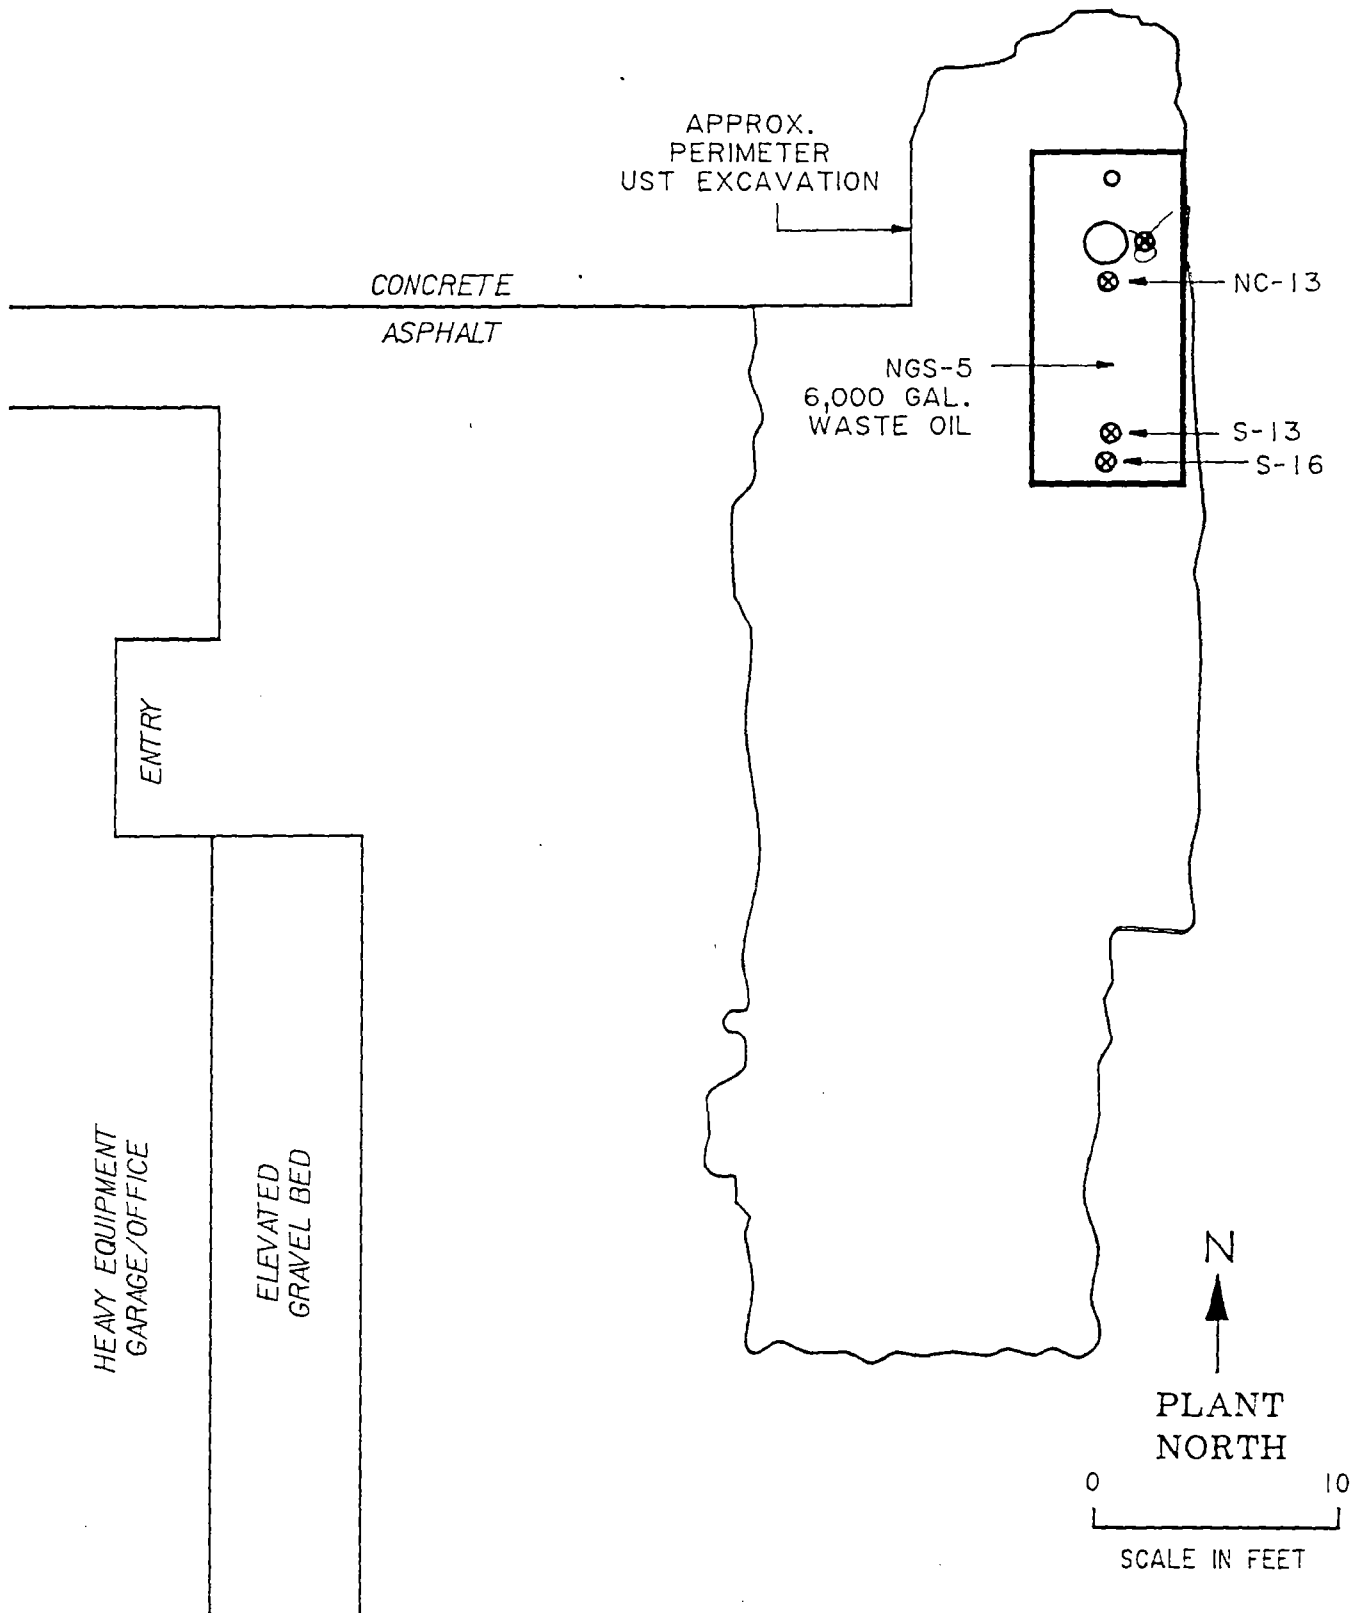 APPROX.
PERIMETER
UST EXCAVATION
CONCRETE
ASPHALT
NC-13
NGS-5
6,000 GAL.
WASTE OIL
S-13
S-16
ENTRY
HEAVY EQUIPMENT
GARAGE/OFFICE
ELEVATED
GRAVEL BED
N
PLANT
NORTH
0 10
SCALE IN FEET